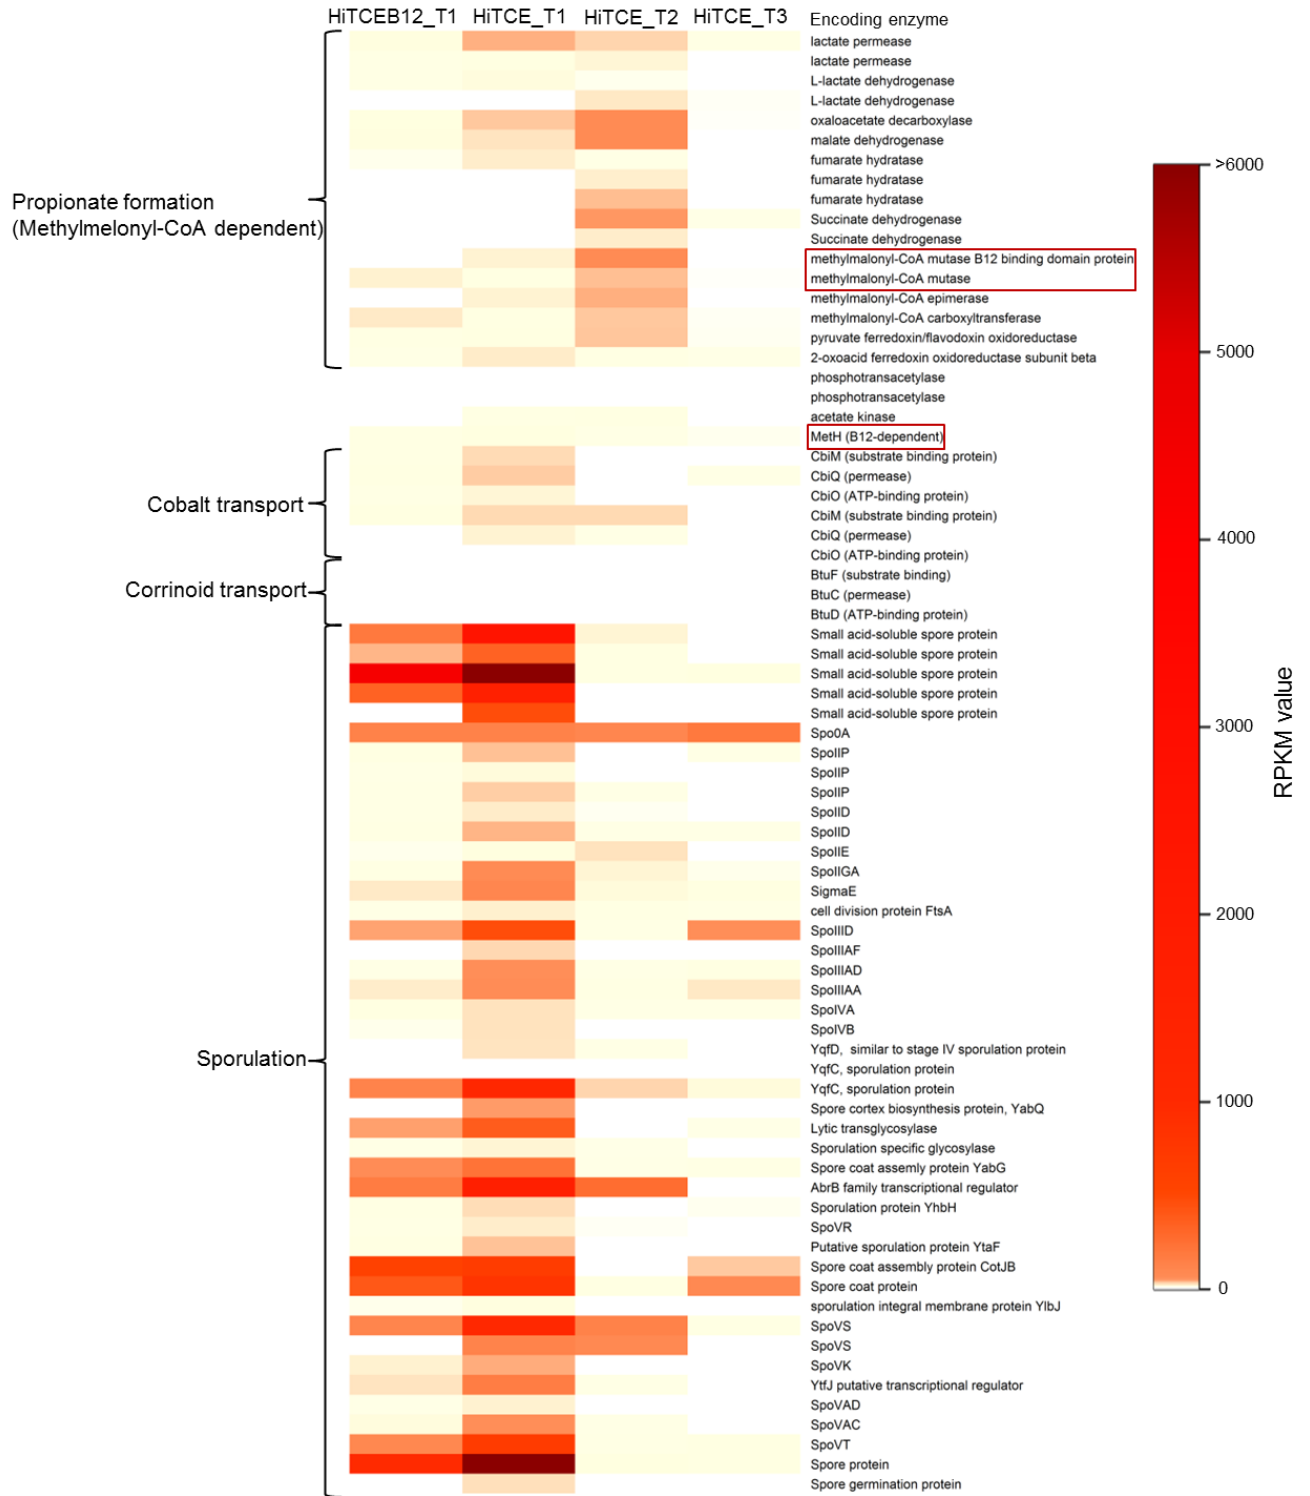 HiTCEB12_T1 HiTCE_T1 HiTCE_T2 HiTCE_T3 Encoding enzyme
lactate permease
lactate permease
L-lactate dehydrogenase
L-lactate dehydrogenase
oxaloacetate decarboxylase
malate dehydrogenase
fumarate hydratase
fumarate hydratase
fumarate hydratase
Succinate dehydrogenase
Succinate dehydrogenase
methylmalonyl-CoA mutase B12 binding domain protein
methylmalonyl-CoA mutase
methylmalonyl-CoA epimerase
methylmalonyl-CoA carboxyltransferase
pyruvate ferredoxin/flavodoxin oxidoreductase
2-oxoacid ferredoxin oxidoreductase subunit beta
phosphotransacetylase
phosphotransacetylase
acetate kinase
MetH (B12-dependent)
CbiM (substrate binding protein)
CbiQ (permease)
CbiO (ATP-binding protein)
CbiM (substrate binding protein)
CbiQ (permease)
CbiO (ATP-binding protein)
BtuF (substrate binding)
BtuC (permease)
BtuD (ATP-binding protein)
Small acid-soluble spore protein
Small acid-soluble spore protein
Small acid-soluble spore protein
Small acid-soluble spore protein
Small acid-soluble spore protein
Spo0A
SpoIIP
SpoIIP
SpoIIP
SpoIID
SpoIID
SpoIIE
SpoIIGA
SigmaE
cell division protein FtsA
SpoIIID
SpoIIIAF
SpoIIIAD
SpoIIIAA
SpoIVA
SpoIVB
YqfD, similar to stage IV sporulation protein
YqfC, sporulation protein
YqfC, sporulation protein
Spore cortex biosynthesis protein, YabQ
Lytic transglycosylase
Sporulation specific glycosylase
Spore coat assemly protein YabG
AbrB family transcriptional regulator
Sporulation protein YhbH
SpoVR
Putative sporulation protein YtaF
Spore coat assembly protein CotJB
Spore coat protein
sporulation integral membrane protein YlbJ
SpoVS
SpoVS
SpoVK
YtfJ putative transcriptional regulator
SpoVAD
SpoVAC
SpoVT
Spore protein
Spore germination protein
Propionate formation
(Methylmelonyl-CoA dependent)
Cobalt transport
Corrinoid transport
Sporulation
>6000
5000
4000
3000
2000
1000
0
RPKM value